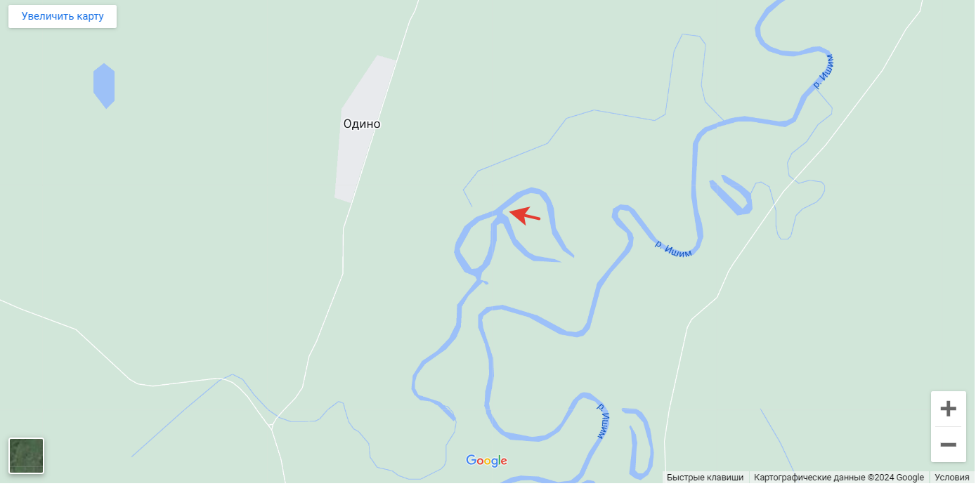 Увеличить карту
р. Ишим
Одино
р. Ишим
р. Ишим
Google
Быстрые клавиши
Картографические данные ©2024 Google
Условия